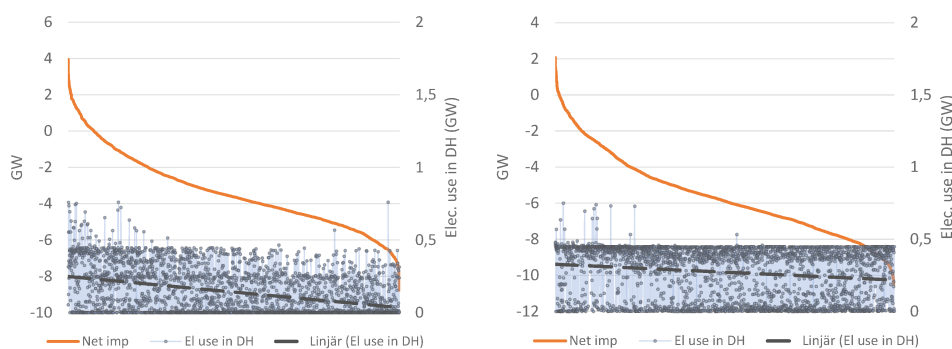 6
4
2
0
-2
-4
-6
-8
-10
GW
2
1,5
1
0,5
0
Elec. use in DH (GW)
Net imp
El use in DH
Linjär (El use in DH)
4
2
0
-2
-4
-6
-8
-10
-12
GW
2
1,5
1
0,5
0
Elec. use in DH (GW)
Net imp
El use in DH
Linjär (El use in DH)